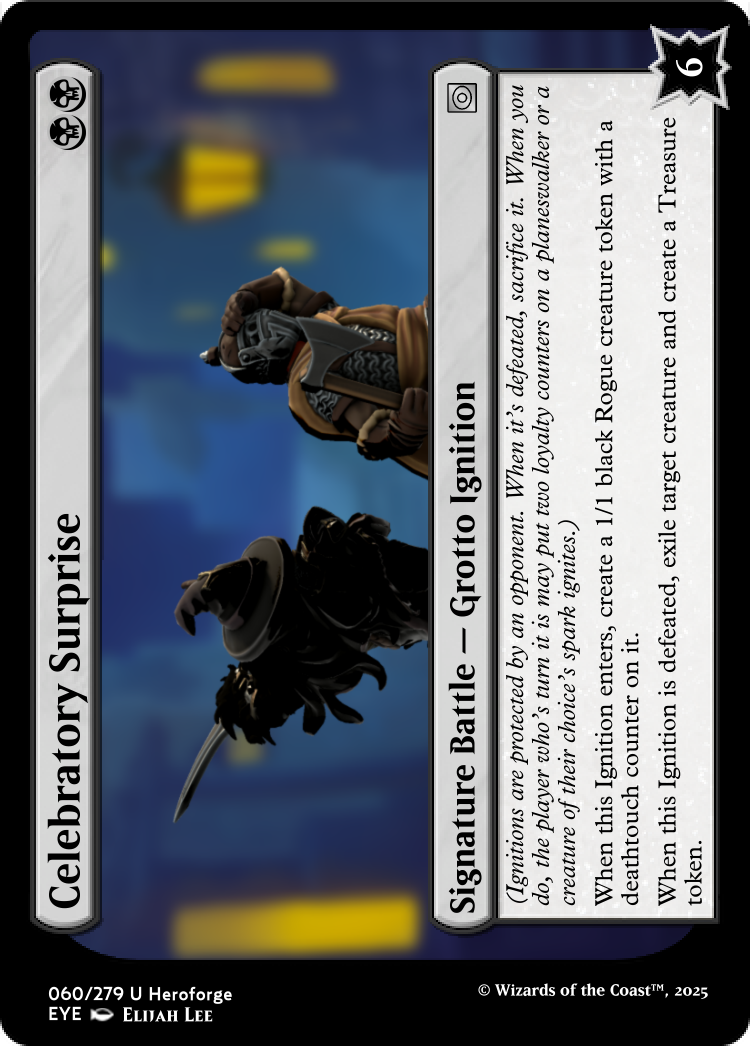 Celebratory Surprise
Signature Battle — Grotto Ignition
(Ignitions are protected by an opponent. When it's defeated, sacrifice it. When you
do, the player who's turn it is may put two loyalty counters on a planeswalker or a
creature of their choice's spark ignites.)
When this Ignition enters, create a 1/1 black Rogue creature token with a
deathtouch counter on it.
When this Ignition is defeated, exile target creature and create a Treasure
token.
6
060/279 U Heroforge
EYE Elijah Lee
© Wizards of the Coast™, 2025